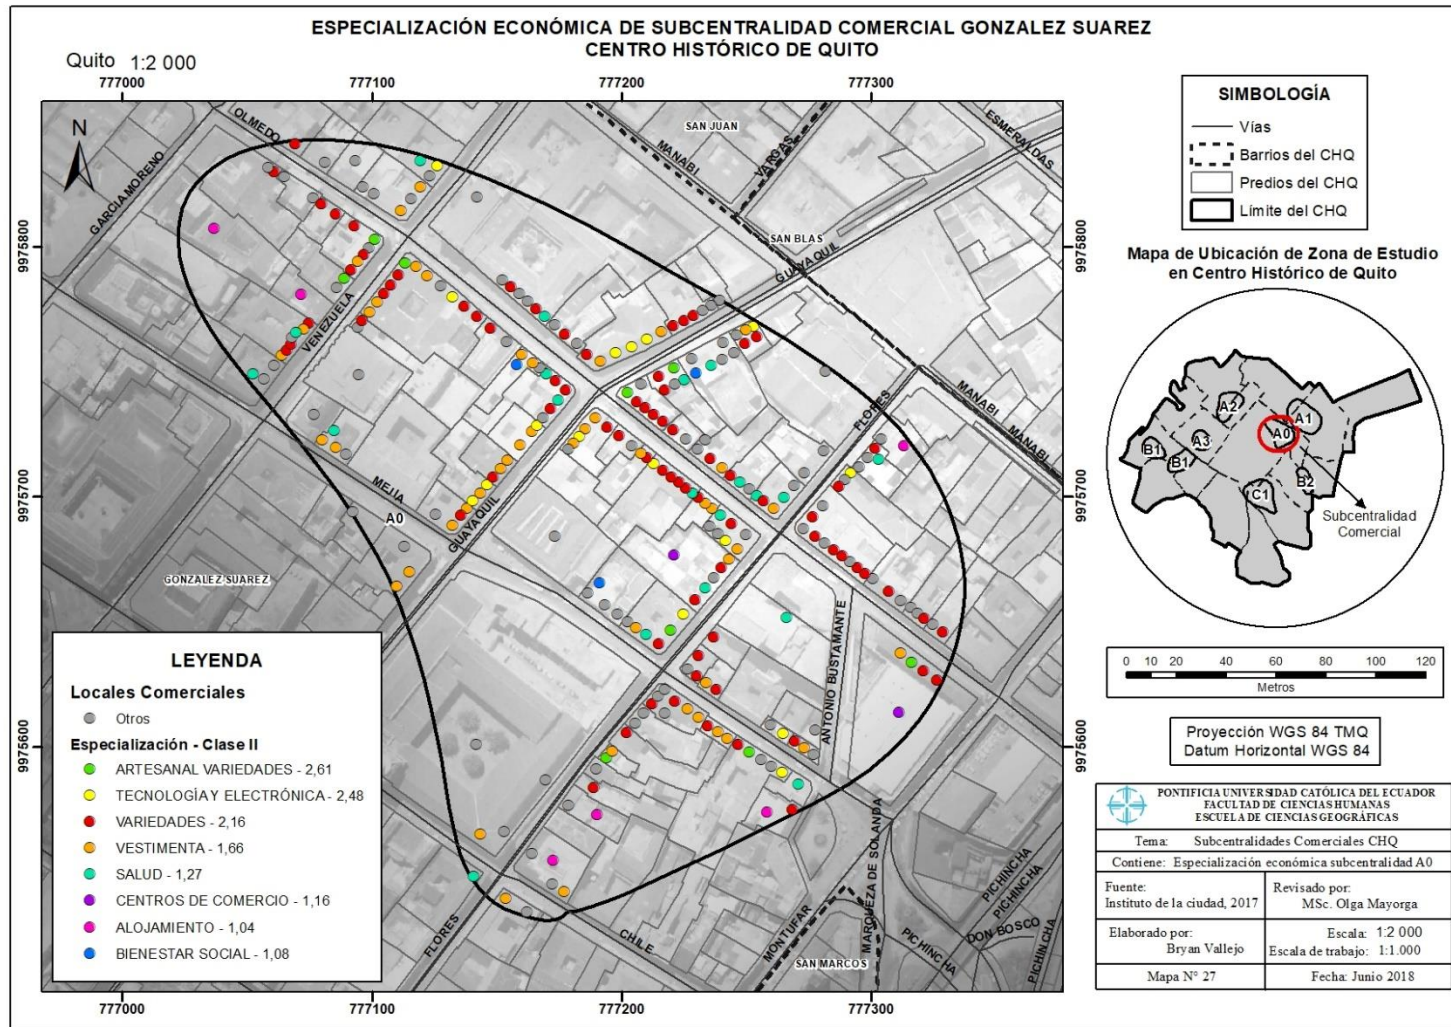 ESPECIALIZACIÓN ECONÓMICA DE SUBCENTRALIDAD COMERCIAL GONZALEZ SUAREZ
CENTRO HISTÓRICO DE QUITO
Quito 1:2 000
777000
777100
777200
777300
N
9975800
9975700
9975600
9975800
9975700
9975600
OLMEDO
GARCIA MORENO
SAN JUAN
MANABI
VARGAS
ESMERALDAS
SAN BLAS
GUAYAQUIL
VENEZUELA
FLORES
MANABI
MANABI
MEJIA
A0
GUAYAQUIL
GONZALEZ SUAREZ
ANTONIO BUSTAMANTE
MARQUEZA DE SOLANDA
FLORES
CHILE
MONTUFAR
SAN MARCOS
PICHINCHA
DON BOSCO
PICHINCHA
PICHINCHA
PICHINCHA
LEYENDA
Locales Comerciales
Otros
Especialización - Clase II
ARTESANAL VARIEDADES - 2,61
TECNOLOGÍA Y ELECTRÓNICA - 2,48
VARIEDADES - 2,16
VESTIMENTA - 1,66
SALUD - 1,27
CENTROS DE COMERCIO - 1,16
ALOJAMIENTO - 1,04
BIENESTAR SOCIAL - 1,08
777000
777100
777200
777300
SIMBOLOGÍA
Vías
Barrios del CHQ
Predios del CHQ
Límite del CHQ
Mapa de Ubicación de Zona de Estudio
en Centro Histórico de Quito
A2
A1
A0
A3
B1
B1
B2
C1
Subcentralidad
Comercial
0 10 20 40 60 80 100 120
Metros
Proyección WGS 84 TMQ
Datum Horizontal WGS 84
PONTIFICIA UNIVERSIDAD CATÓLICA DEL ECUADOR
FACULTAD DE CIENCIAS HUMANAS
ESCUELA DE CIENCIAS GEOGRÁFICAS
Tema: Subcentralidades Comerciales CHQ
Contiene: Especialización económica subcentralidad A0
Fuente:
Instituto de la ciudad, 2017
Revisado por:
MSc. Olga Mayorga
Elaborado por:
Bryan Vallejo
Escala: 1:2 000
Escala de trabajo: 1:1.000
Mapa N° 27
Fecha: Junio 2018